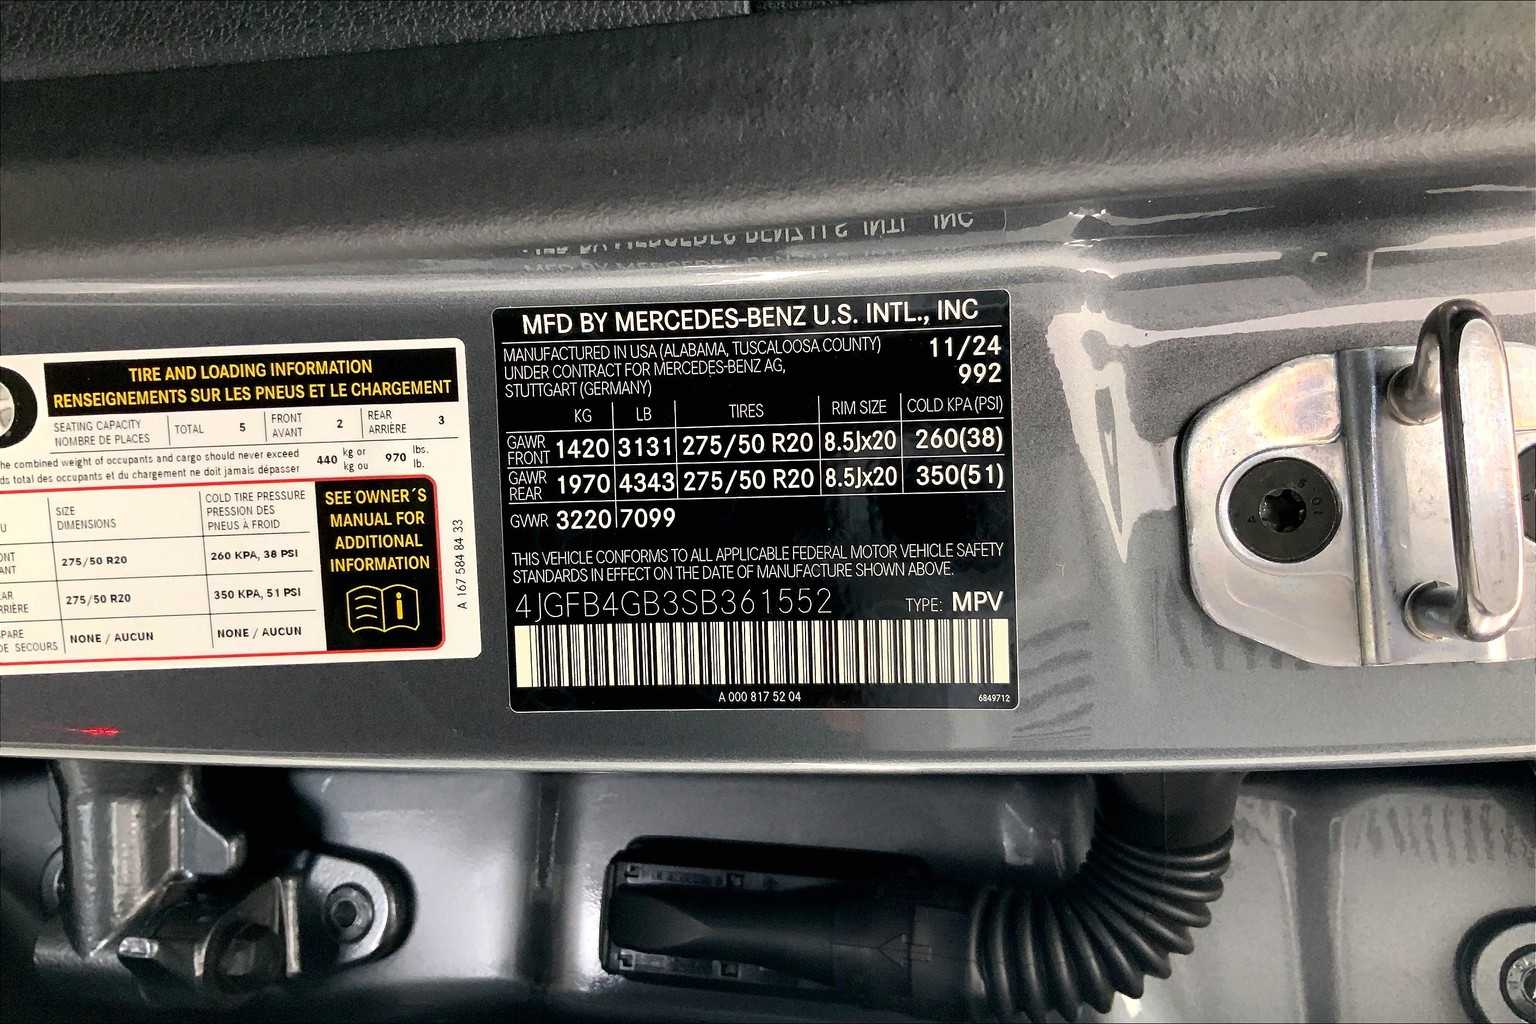 TIRE AND LOADING INFORMATION
RENSEIGNEMENTS SUR LES PNEUS ET LE CHARGEMENT
SEATING CAPACITY
NOMBRE DE PLACES
TOTAL 5
FRONT
AVANT
2
REAR
ARRIÈRE
3
combined weight of occupants and cargo should never exceed
total des occupants et du chargement ne doit jamais dépasser
440 kg or
kg ou
970 lbs.
lb.
SIZE
DIMENSIONS
COLD TIRE PRESSURE
PRESSION DES
PNEUS À FROID
275/50 R20
260 KPA, 38 PSI
275/50 R20
350 KPA, 51 PSI
SECOURS
NONE / AUCUN
NONE / AUCUN
SEE OWNER´S
MANUAL FOR
ADDITIONAL
INFORMATION
A 167 584 84 33
MFD BY MERCEDES-BENZ U.S. INTL., INC
MANUFACTURED IN USA (ALABAMA, TUSCALOOSA COUNTY)
UNDER CONTRACT FOR MERCEDES-BENZ AG,
STUTTGART (GERMANY)
11/24
992
KG LB TIRES RIM SIZE COLD KPA (PSI)
GAWR
FRONT
1420 3131 275/50 R20 8.5Jx20 260(38)
GAWR
REAR
1970 4343 275/50 R20 8.5Jx20 350(51)
GVWR 3220 7099
THIS VEHICLE CONFORMS TO ALL APPLICABLE FEDERAL MOTOR VEHICLE SAFETY
STANDARDS IN EFFECT ON THE DATE OF MANUFACTURE SHOWN ABOVE.
4JGFB4GB3SB361552 TYPE: MPV
A 000 817 52 04
6849712